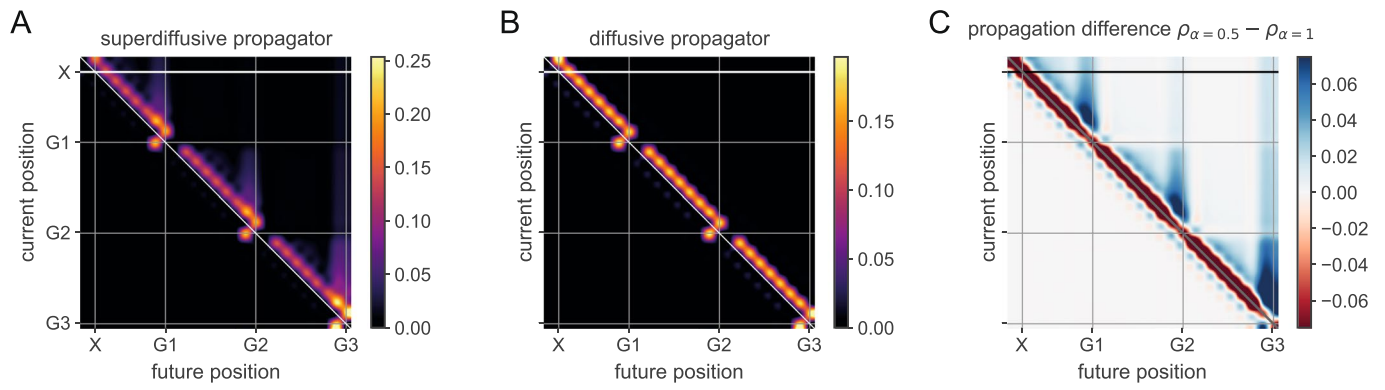 A
superdiffusive propagator
X
G1
G2
G3
current position
X
G1
G2
G3
future position
0.25
0.20
0.15
0.10
0.05
0.00
B
diffusive propagator
current position
X
G1
G2
G3
future position
0.15
0.10
0.05
0.00
C
propagation difference ρα=0.5 − ρα=1
current position
X
G1
G2
G3
future position
0.06
0.04
0.02
0.00
−0.02
−0.04
−0.06